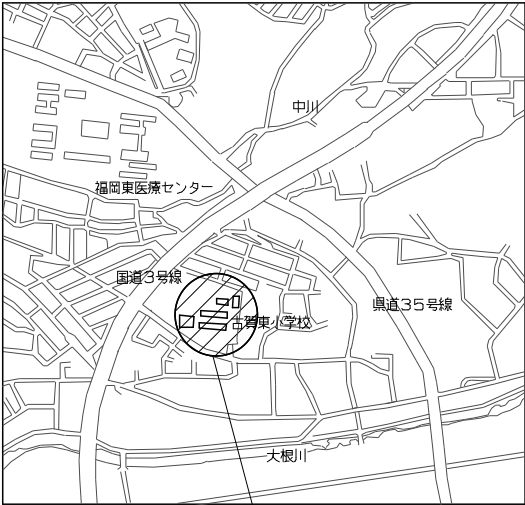 中川
福岡東医療センター
国道3号線
県道35号線
古賀東小学校
大根川